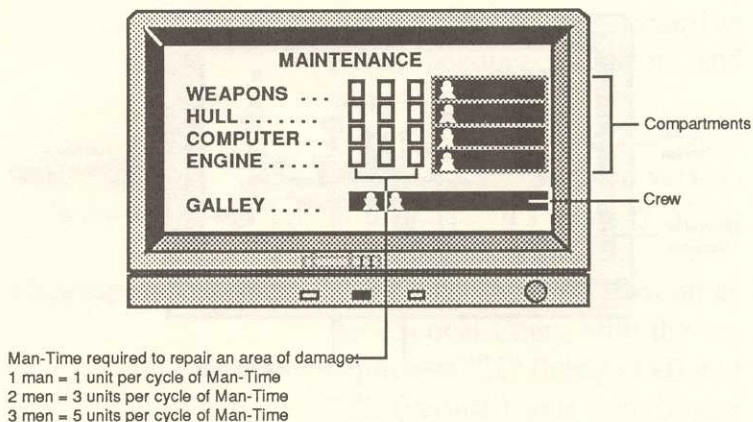 MAINTENANCE
WEAPONS . . .
HULL . . . . . . .
COMPUTER . .
ENGINE . . . . .
GALLEY . . . . .
Compartments
Crew
Man-Time required to repair an area of damage:
1 man = 1 unit per cycle of Man-Time
2 men = 3 units per cycle of Man-Time
3 men = 5 units per cycle of Man-Time